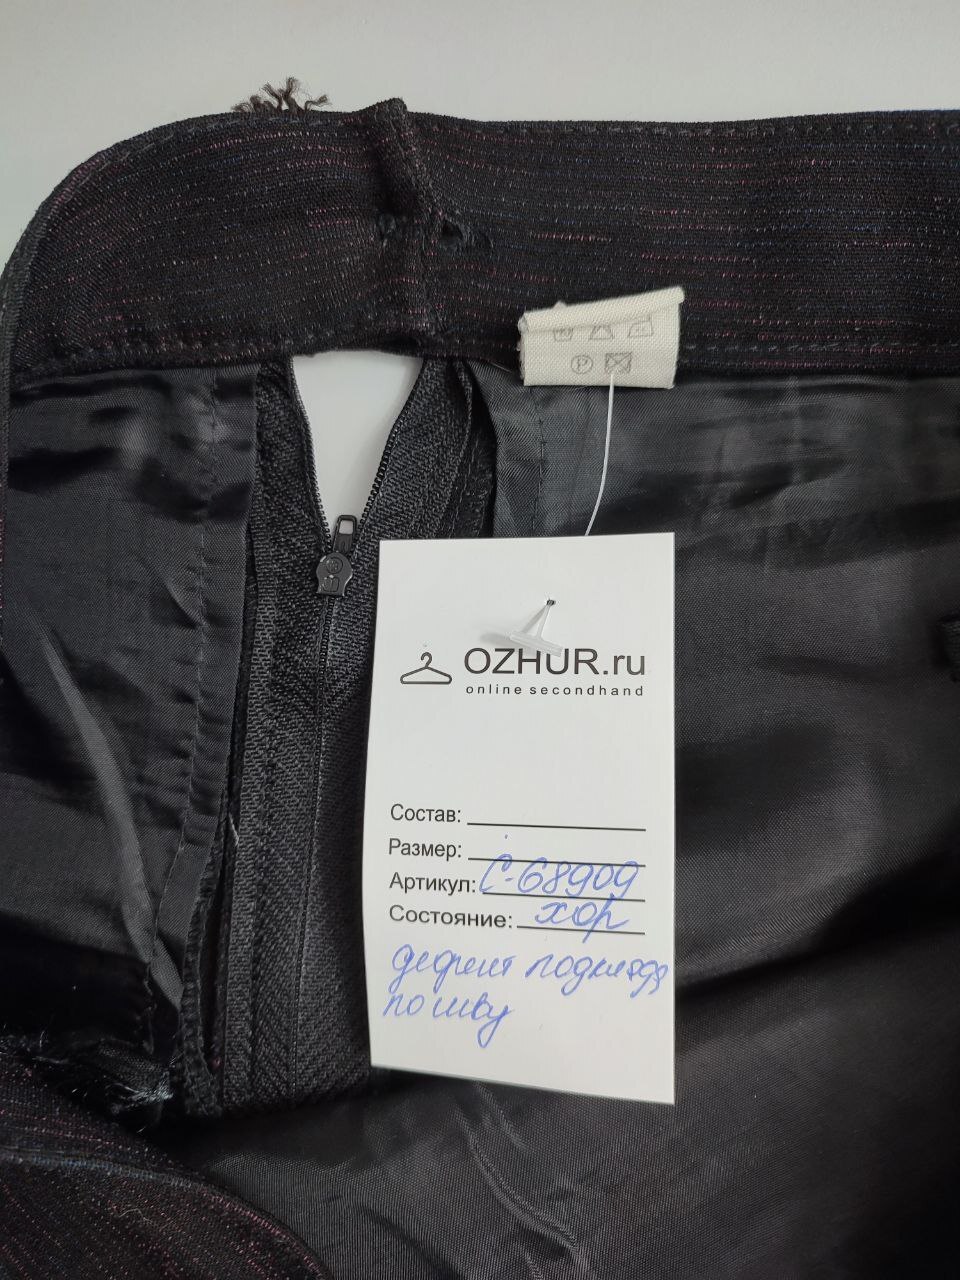 P
OZHUR.ru
online secondhand
Состав:
Размер:
Артикул: С-68909
Состояние: хор
дефект подклада
по шву